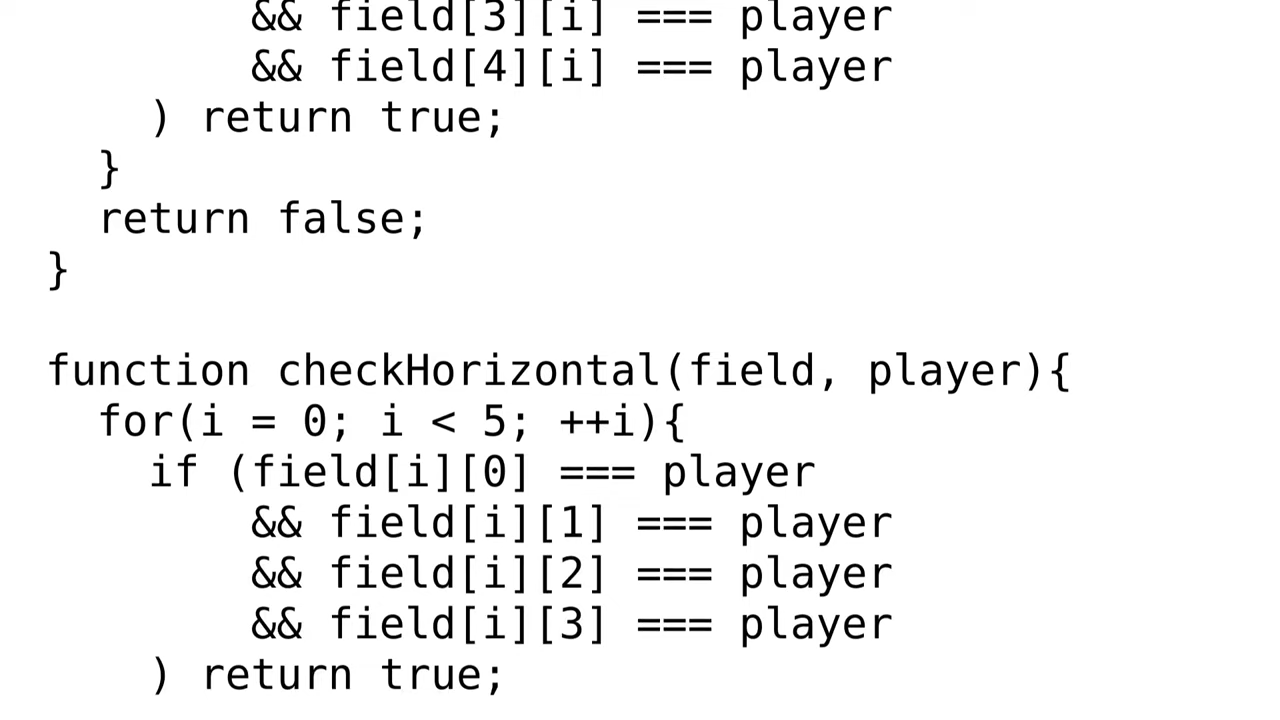 && field[3][i] === player
&& field[4][i] === player
) return true;
}
return false;
}
function checkHorizontal(field, player){
for(i = 0; i < 5; ++i){
if (field[i][0] === player
&& field[i][1] === player
&& field[i][2] === player
&& field[i][3] === player
) return true;